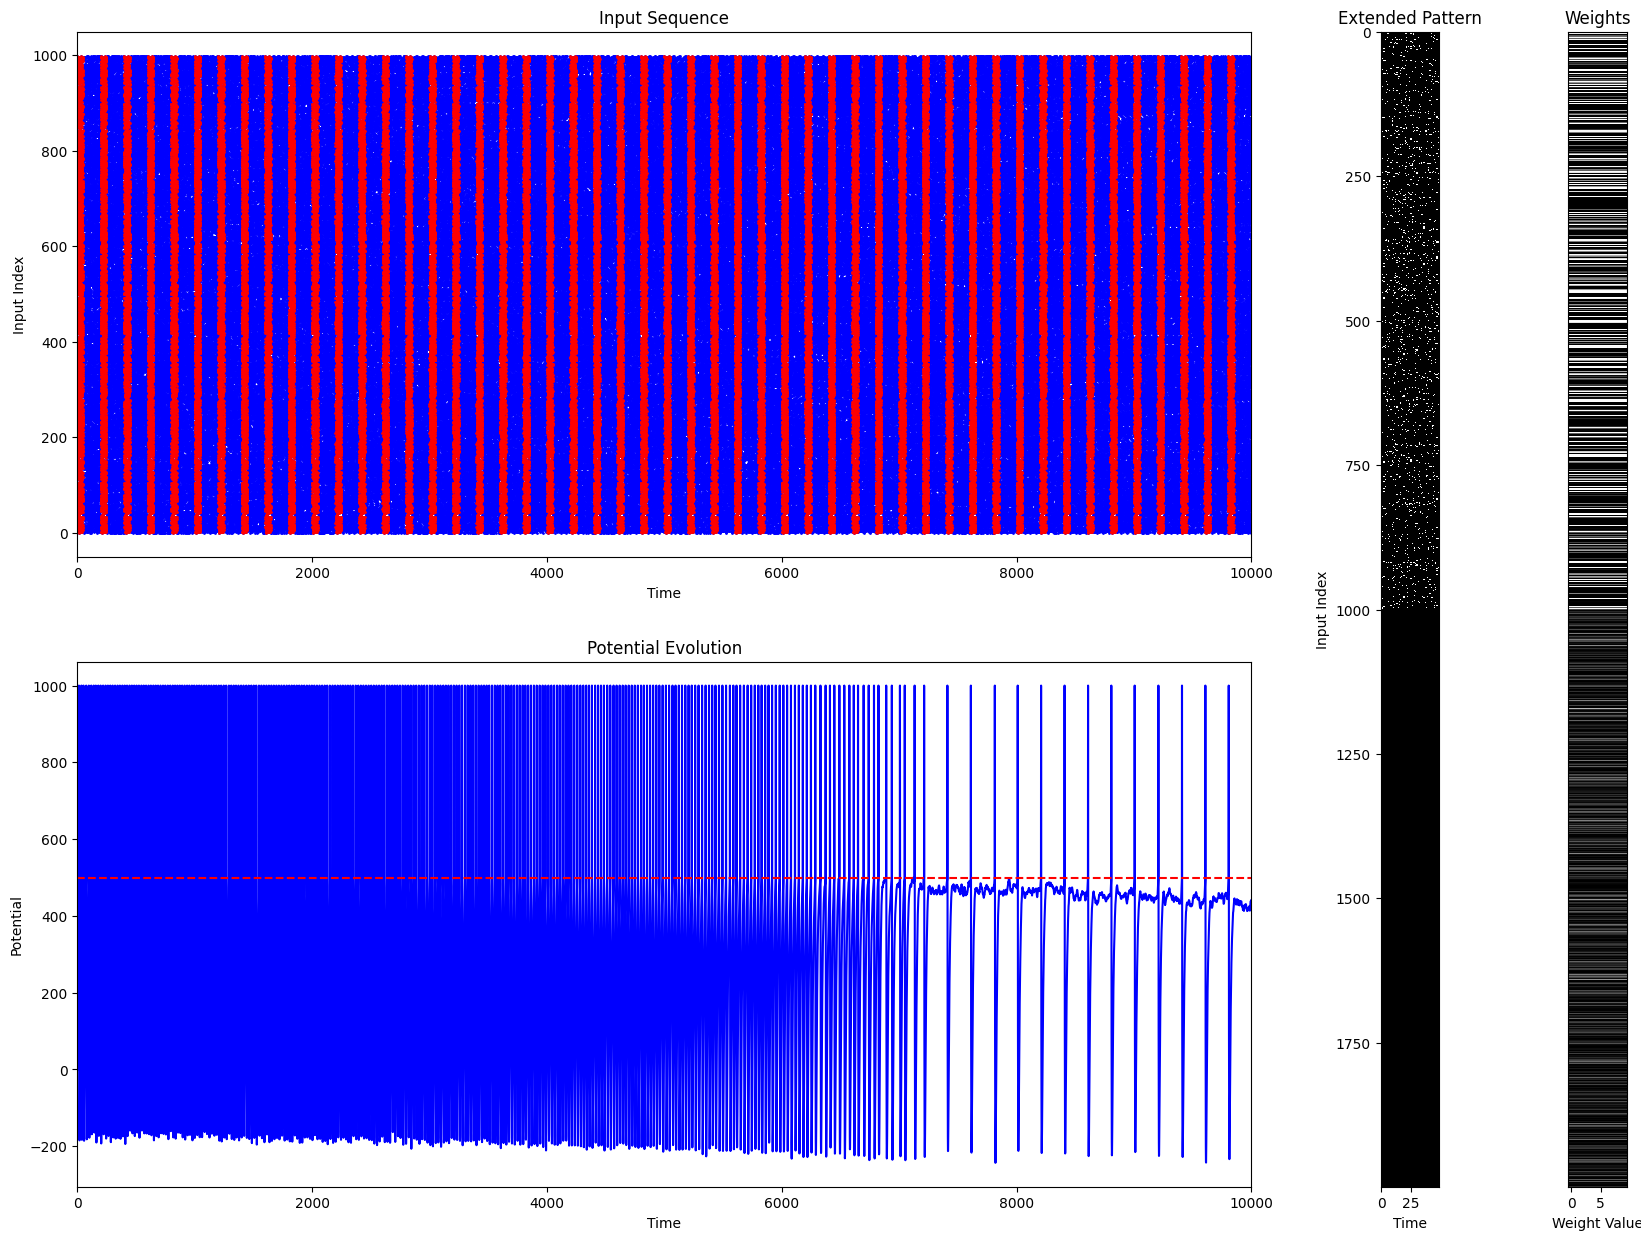 Input Sequence
Input Index
1000
800
600
400
200
0
0 2000 4000 6000 8000 10000
Time
Potential Evolution
Potential
1000
800
600
400
200
0
−200
0 2000 4000 6000 8000 10000
Time
Extended Pattern
Input Index
0
250
500
750
1000
1250
1500
1750
0 25
Time
Weights
0 5
Weight Value